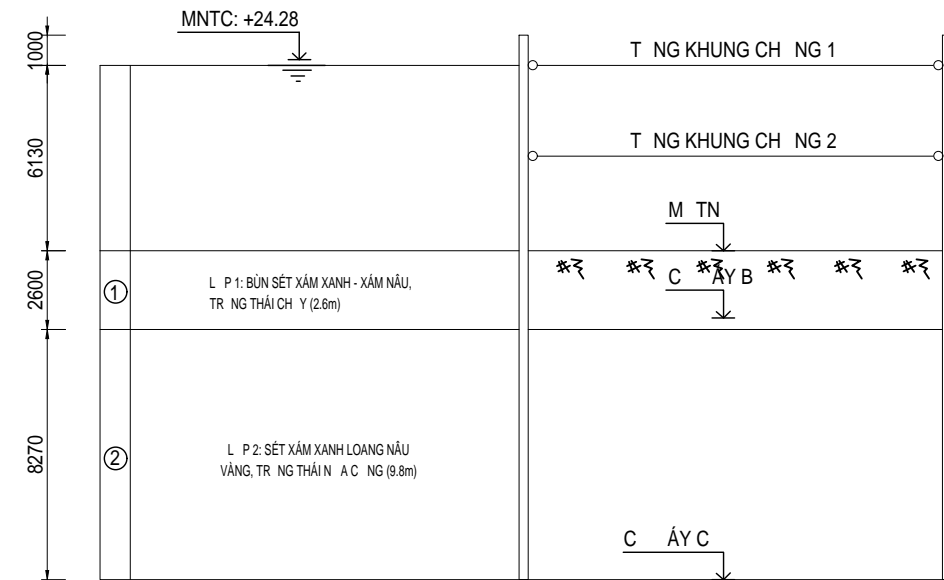 MNTC: +24.28
1000
T NG KHUNG CH NG 1
6130
T NG KHUNG CH NG 2
M TN
2600
1
L P 1: BÙN SÉT XÁM XANH - XÁM NÂU,
TR NG THÁI CH Y (2.6m)
C ÁY B
8270
2
L P 2: SÉT XÁM XANH LOANG NÂU
VÀNG, TR NG THÁI N A C NG (9.8m)
C ÁY C